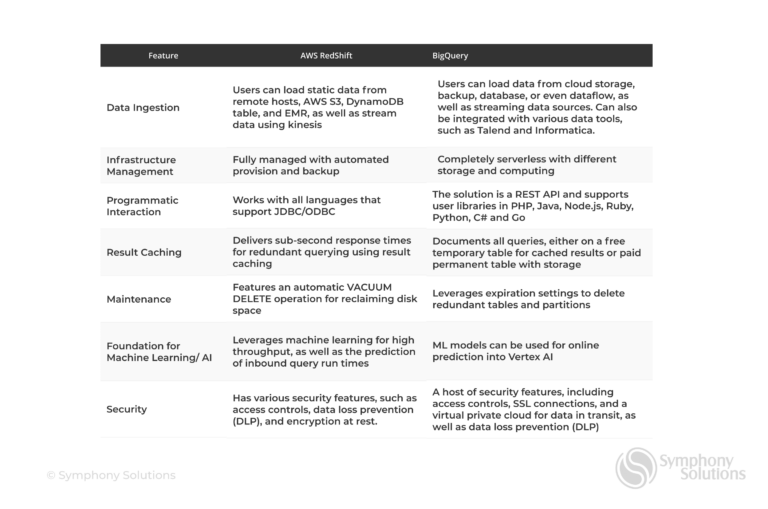 Feature AWS RedShift BigQuery
Data Ingestion
Users can load static data from
remote hosts, AWS S3, DynamoDB
table, and EMR, as well as stream
data using kinesis
Users can load data from cloud storage,
backup, database, or even dataflow, as
well as streaming data sources. Can also
be integrated with various data tools,
such as Talend and Informatica.
Infrastructure
Management
Fully managed with automated
provision and backup
Completely serverless with different
storage and computing
Programmatic
Interaction
Works with all languages that
support JDBC/ODBC
The solution is a REST API and supports
user libraries in PHP, Java, Node.js, Ruby,
Python, C# and Go
Result Caching
Delivers sub-second response times
for redundant querying using result
caching
Documents all queries, either on a free
temporary table for cached results or paid
permanent table with storage
Maintenance
Features an automatic VACUUM
DELETE operation for reclaiming disk
space
Leverages expiration settings to delete
redundant tables and partitions
Foundation for
Machine Learning/ AI
Leverages machine learning for high
throughput, as well as the prediction
of inbound query run times
ML models can be used for online
prediction into Vertex AI
Security
Has various security features, such as
access controls, data loss prevention
(DLP), and encryption at rest.
A host of security features, including
access controls, SSL connections, and a
virtual private cloud for data in transit, as
well as data loss prevention (DLP)
© Symphony Solutions
Symphony
Solutions